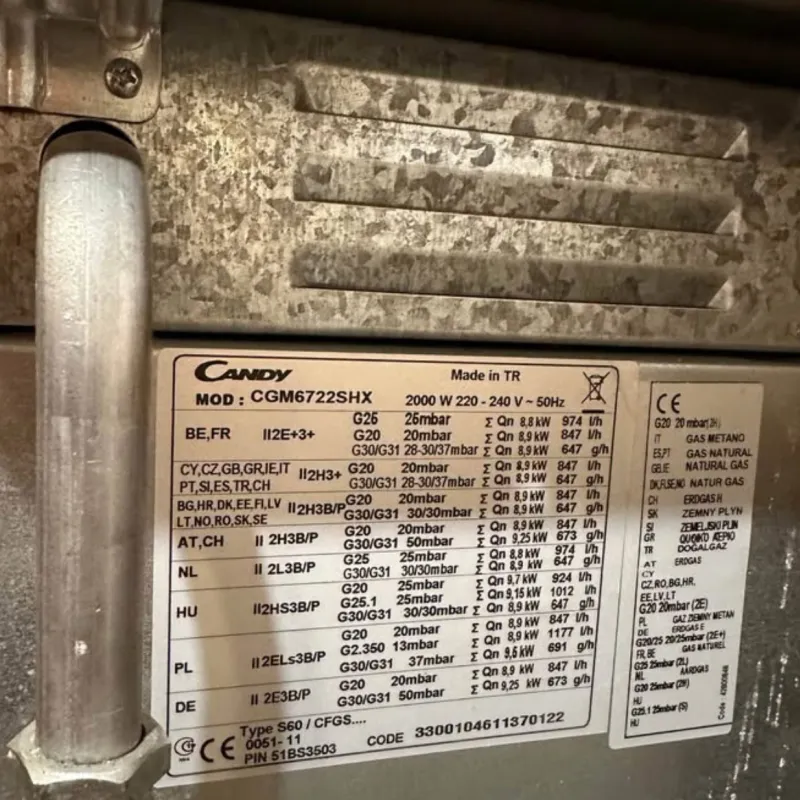 CANDY Made in TR
MOD : CGM6722SHX 2000 W 220 - 240 V ~ 50Hz
BE,FR II2E+3+ G25 25mbar Σ Qn 8,8 kW 974 l/h
G20 20mbar Σ Qn 8,9 kW 847 l/h
G30/G31 28-30/37mbar Σ Qn 8,9 kW 647 g/h
CY,CZ,GB,GR,IE,IT II2H3+ G20 20mbar Σ Qn 8,9 kW 847 l/h
PT,SI,ES,TR,CH G30/G31 28-30/37mbar Σ Qn 8,9 kW 647 g/h
BG,HR,DK,EE,FI,LV II2H3B/P G20 20mbar Σ Qn 8,9 kW 847 l/h
LT,NO,RO,SK,SE G30/G31 30/30mbar Σ Qn 8,9 kW 647 g/h
AT,CH II 2H3B/P G20 20mbar Σ Qn 8,9 kW 847 l/h
G30/G31 50mbar Σ Qn 9,25 kW 673 g/h
NL II 2L3B/P G25 25mbar Σ Qn 8,8 kW 974 l/h
G30/G31 30/30mbar Σ Qn 8,9 kW 647 g/h
HU II2HS3B/P G20 25mbar Σ Qn 9,7 kW 924 l/h
G25.1 25mbar Σ Qn 9,15 kW 1012 l/h
G30/G31 30/30mbar Σ Qn 8,9 kW 647 g/h
PL II2ELs3B/P G20 20mbar Σ Qn 8,9 kW 847 l/h
G2.350 13mbar Σ Qn 8,9 kW 1177 l/h
G30/G31 37mbar Σ Qn 9,5 kW 691 g/h
DE II 2E3B/P G20 20mbar Σ Qn 8,9 kW 847 l/h
G30/G31 50mbar Σ Qn 9,25 kW 673 g/h
Type S60 / CFGS....
CE 0051- 11
PIN 51BS3503 CODE 3300104611370122
CE
G20 20 mbar(2H)
IT GAS METANO
ES,PT GAS NATURAL
GB,IE NATURAL GAS
DK,FI,SE,NO NATUR GAS
CH ERDGAS H
SK ZEMNY PLYN
SI ZEMELJSKI PLIN
GR
TR DOĞALGAZ
AT ERDGAS
CY
CZ,RO,BG,HR,
EE,LV,LT
G20 20mbar (2E)
PL GAZ ZIEMNY METAN
DE ERDGAS E
G20/25 20/25mbar (2E+)
FR, BE GAS NATUREL
G25 25mbar (2L)
NL AARDGAS
G20 25mbar
HU
G25.1 25mbar (S)
HU
Code